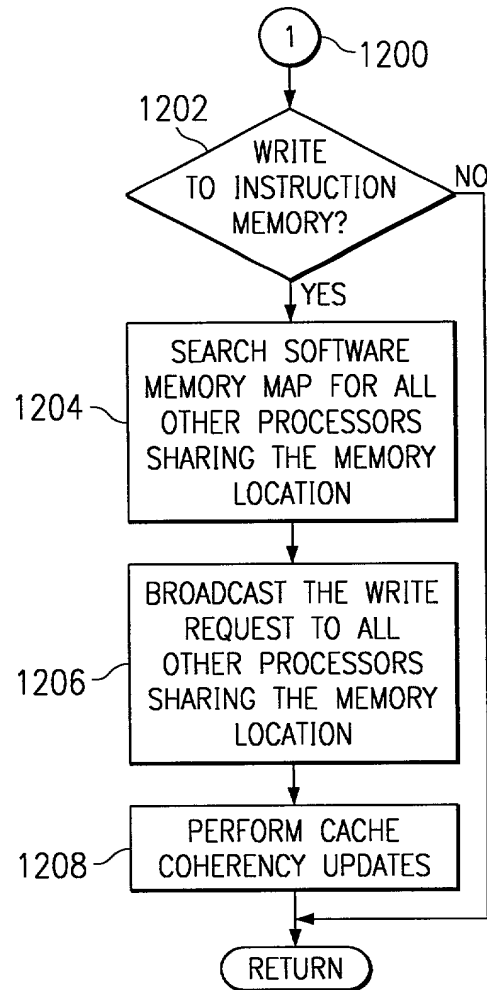 1
1200
1202
WRITE
TO INSTRUCTION
MEMORY?
NO
YES
1204
SEARCH SOFTWARE
MEMORY MAP FOR ALL
OTHER PROCESSORS
SHARING THE MEMORY
LOCATION
1206
BROADCAST THE WRITE
REQUEST TO ALL
OTHER PROCESSORS
SHARING THE MEMORY
LOCATION
1208
PERFORM CACHE
COHERENCY UPDATES
RETURN